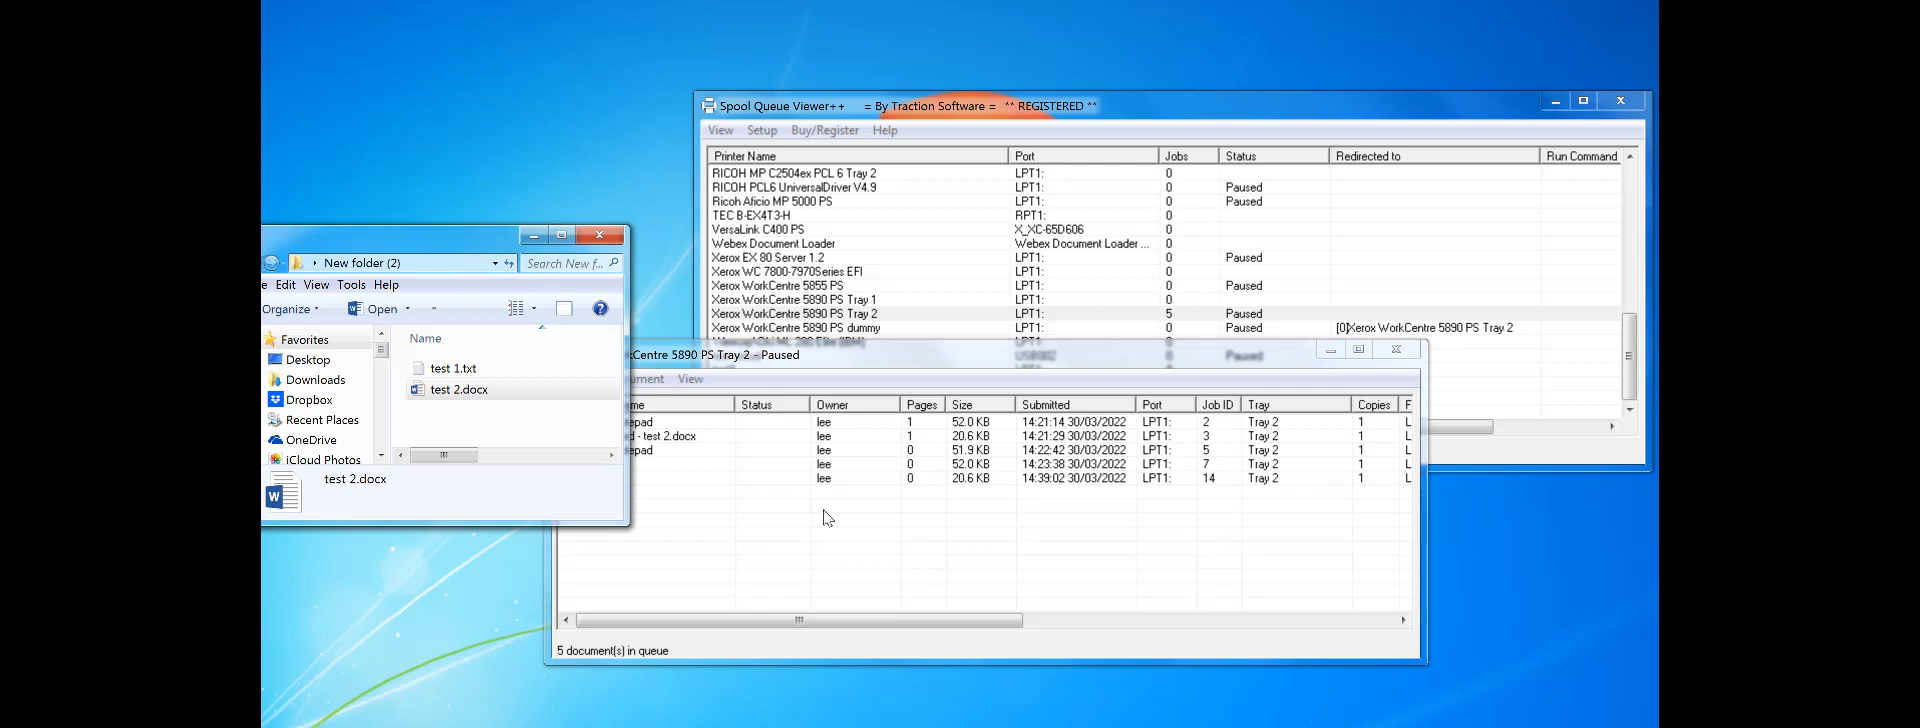 Spool Queue Viewer++ = By Traction Software = ** REGISTERED **
View Setup Buy/Register Help
Printer Name Port Jobs Status Redirected to Run Command
RICOH MP C2504ex PCL 6 Tray 2 LPT1: 0
RICOH PCL6 UniversalDriver V4.9 LPT1: 0 Paused
Ricoh Aficio MP 5000 PS LPT1: 0 Paused
TEC B-EX4T3-H RPT1: 0
VersaLink C400 PS X_XC-65D606 0
Webex Document Loader Webex Document Loader ... 0
Xerox EX 80 Server 1.2 LPT1: 0 Paused
Xerox WC 7800-7970Series EFI LPT1: 0
Xerox WorkCentre 5855 PS LPT1: 0 Paused
Xerox WorkCentre 5890 PS Tray 1 LPT1: 0
Xerox WorkCentre 5890 PS Tray 2 LPT1: 5 Paused
Xerox WorkCentre 5890 PS dummy LPT1: 0 Paused [0]Xerox WorkCentre 5890 PS Tray 2
USB002 0 Paused
New folder (2) Search New f...
e Edit View Tools Help
Organize Open
Favorites
Desktop
Downloads
Dropbox
Recent Places
OneDrive
iCloud Photos
Name
test 1.txt
test 2.docx
test 2.docx
kCentre 5890 PS Tray 2 - Paused
ument View
me Status Owner Pages Size Submitted Port Job ID Tray Copies F
epad lee 1 52.0 KB 14:21:14 30/03/2022 LPT1: 2 Tray 2 1 L
d - test 2.docx lee 1 20.6 KB 14:21:29 30/03/2022 LPT1: 3 Tray 2 1 L
epad lee 0 51.9 KB 14:22:42 30/03/2022 LPT1: 5 Tray 2 1 L
lee 0 52.0 KB 14:23:38 30/03/2022 LPT1: 7 Tray 2 1 L
lee 0 20.6 KB 14:39:02 30/03/2022 LPT1: 14 Tray 2 1 L
5 document(s) in queue